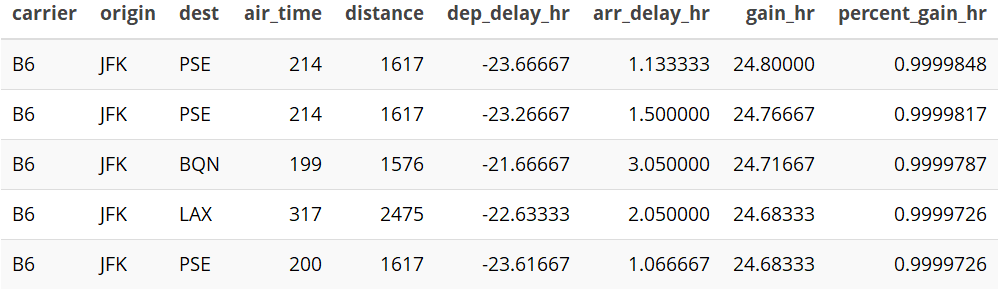 carrier origin dest air_time distance dep_delay_hr arr_delay_hr gain_hr percent_gain_hr
B6 JFK PSE 214 1617 -23.66667 1.133333 24.80000 0.9999848
B6 JFK PSE 214 1617 -23.26667 1.500000 24.76667 0.9999817
B6 JFK BQN 199 1576 -21.66667 3.050000 24.71667 0.9999787
B6 JFK LAX 317 2475 -22.63333 2.050000 24.68333 0.9999726
B6 JFK PSE 200 1617 -23.61667 1.066667 24.68333 0.9999726